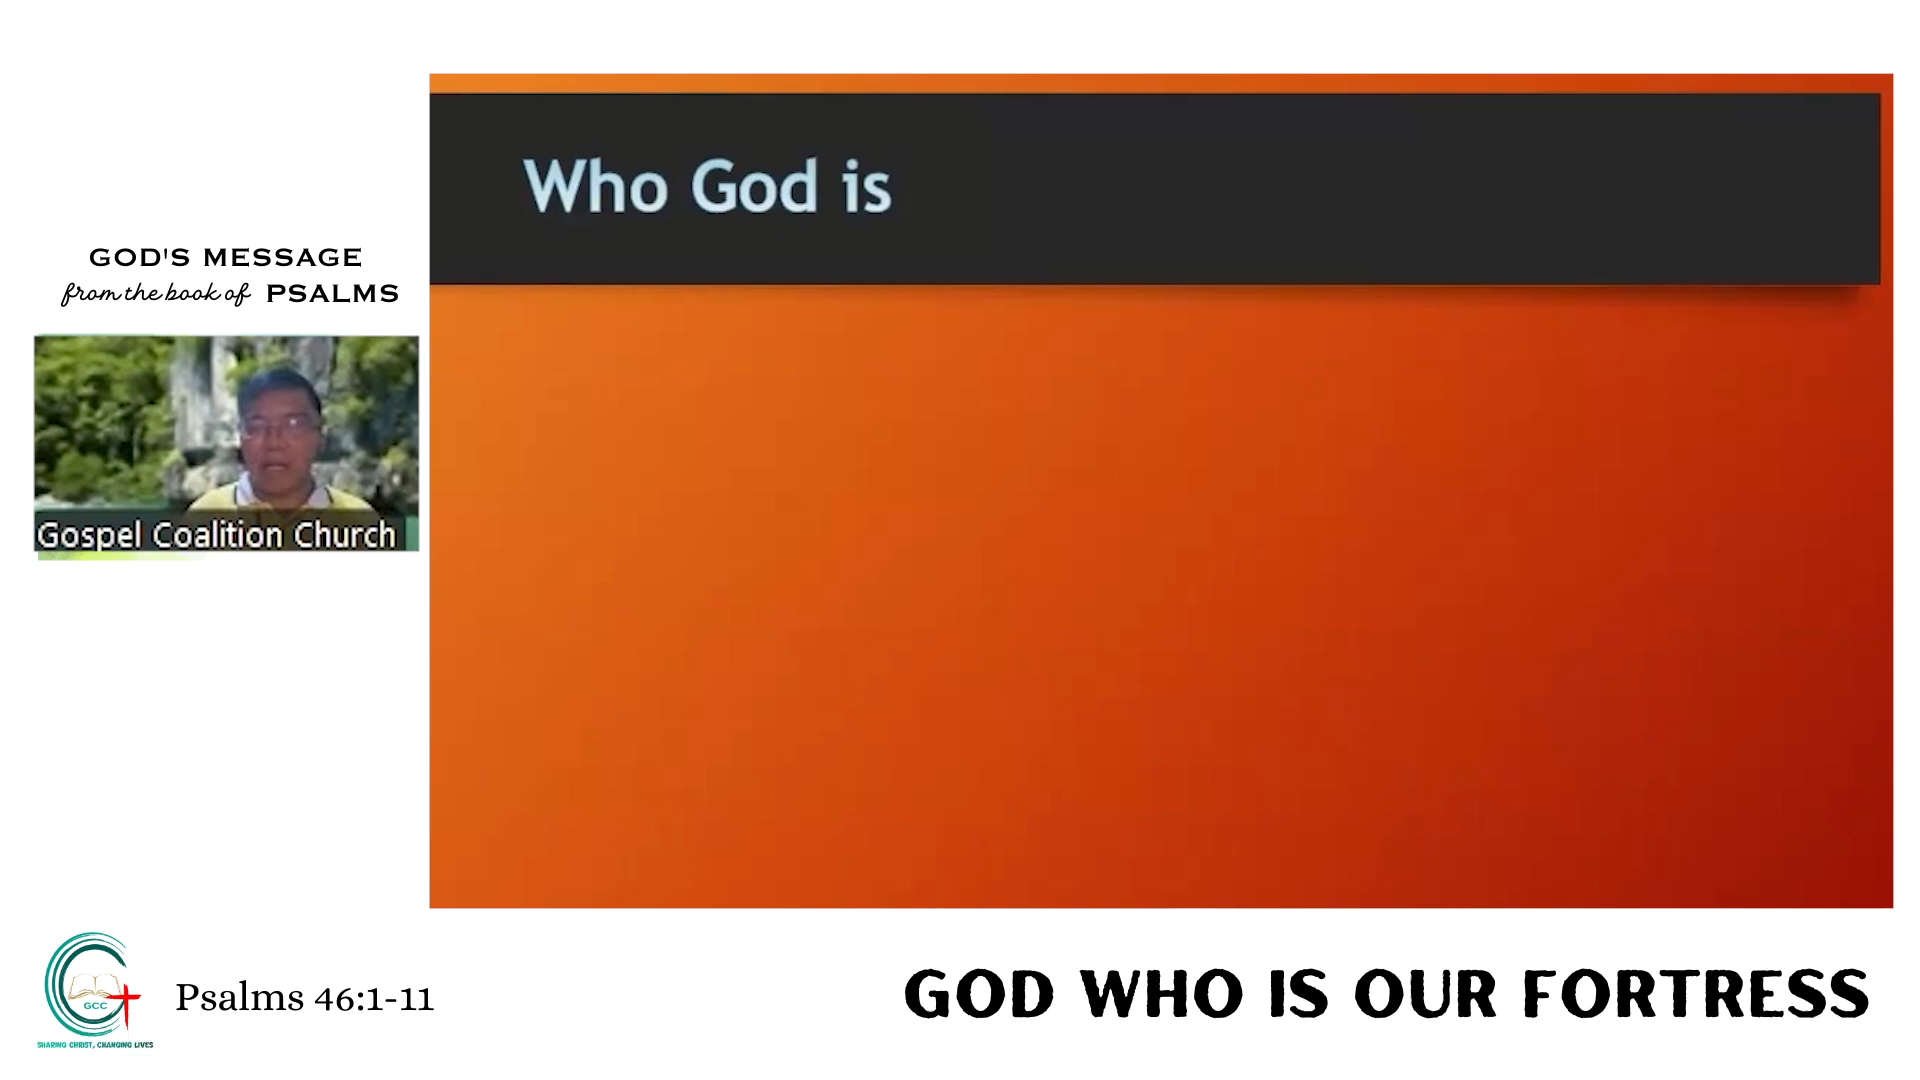 Who God is
GOD'S MESSAGE
from the book of PSALMS
Gospel Coalition Church
GCC
SHARING CHRIST, CHANGING LIVES
Psalms 46:1-11
GOD WHO IS OUR FORTRESS